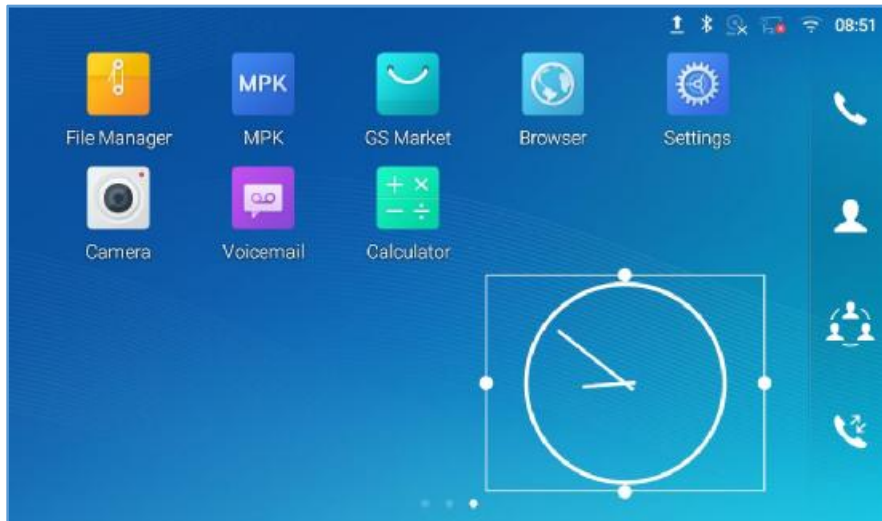 08:51
MPK
File Manager
MPK
GS Market
Browser
Settings
Camera
Voicemail
Calculator